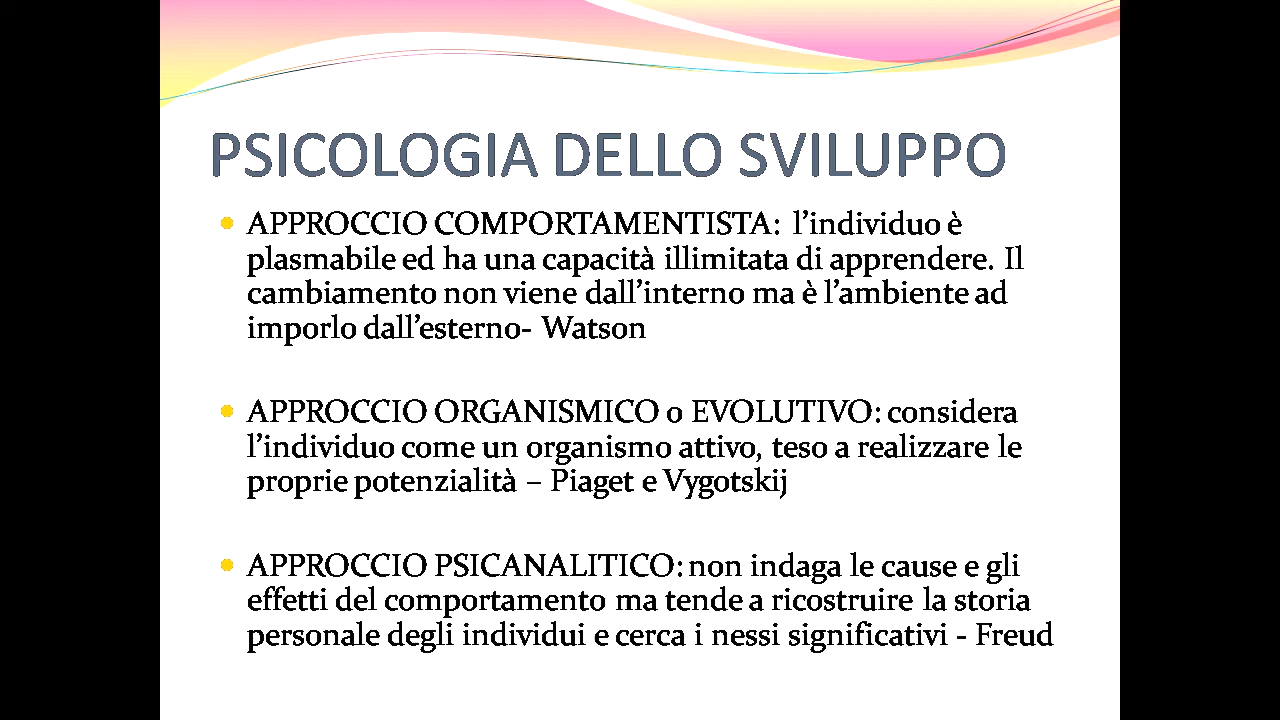 PSICOLOGIA DELLO SVILUPPO
• APPROCCIO COMPORTAMENTISTA: l’individuo è
plasmabile ed ha una capacità illimitata di apprendere. Il
cambiamento non viene dall’interno ma è l’ambiente ad
imporlo dall’esterno- Watson
• APPROCCIO ORGANISMICO o EVOLUTIVO: considera
l’individuo come un organismo attivo, teso a realizzare le
proprie potenzialità – Piaget e Vygotskij
• APPROCCIO PSICANALITICO: non indaga le cause e gli
effetti del comportamento ma tende a ricostruire la storia
personale degli individui e cerca i nessi significativi - Freud